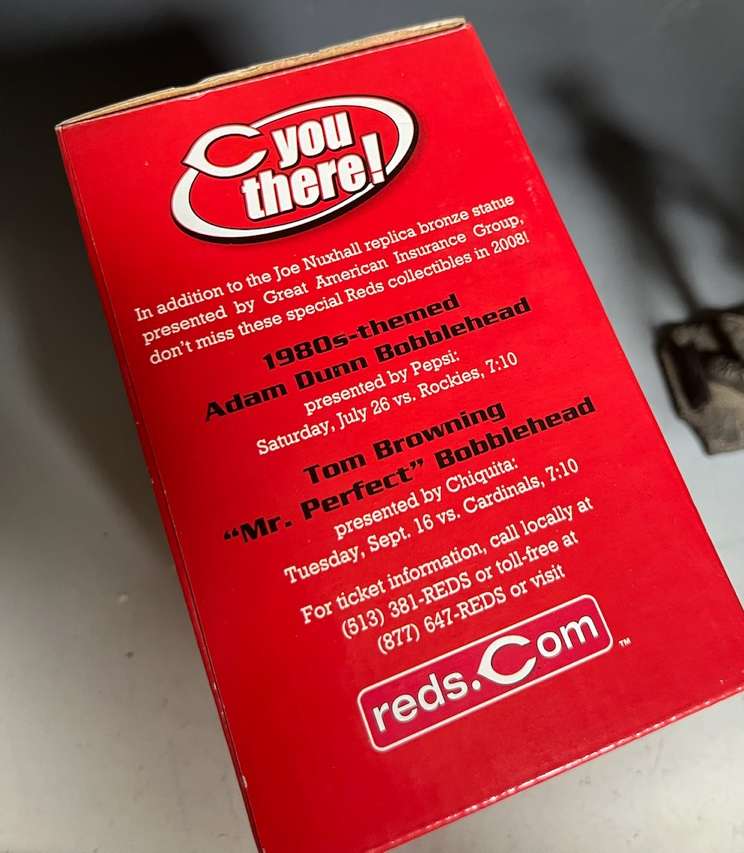 C you
there!
In addition to the Joe Nuxhall replica bronze statue
presented by Great American Insurance Group,
don't miss these special Reds collectibles in 2008!
1980s-themed
Adam Dunn Bobblehead
presented by Pepsi:
Saturday, July 26 vs. Rockies, 7:10
Tom Browning
“Mr. Perfect” Bobblehead
presented by Chiquita:
Tuesday, Sept. 16 vs. Cardinals, 7:10
For ticket information, call locally at
(513) 381-REDS or toll-free at
(877) 647-REDS or visit
reds.Com™